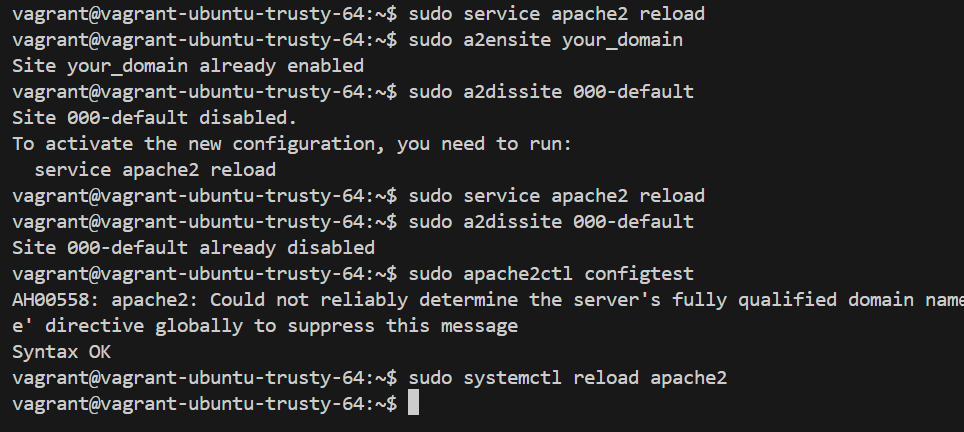 vagrant@vagrant-ubuntu-trusty-64:~$ sudo service apache2 reload
vagrant@vagrant-ubuntu-trusty-64:~$ sudo a2ensite your_domain
Site your_domain already enabled
vagrant@vagrant-ubuntu-trusty-64:~$ sudo a2dissite 000-default
Site 000-default disabled.
To activate the new configuration, you need to run:
  service apache2 reload
vagrant@vagrant-ubuntu-trusty-64:~$ sudo service apache2 reload
vagrant@vagrant-ubuntu-trusty-64:~$ sudo a2dissite 000-default
Site 000-default already disabled
vagrant@vagrant-ubuntu-trusty-64:~$ sudo apache2ctl configtest
AH00558: apache2: Could not reliably determine the server's fully qualified domain name
e' directive globally to suppress this message
Syntax OK
vagrant@vagrant-ubuntu-trusty-64:~$ sudo systemctl reload apache2
vagrant@vagrant-ubuntu-trusty-64:~$